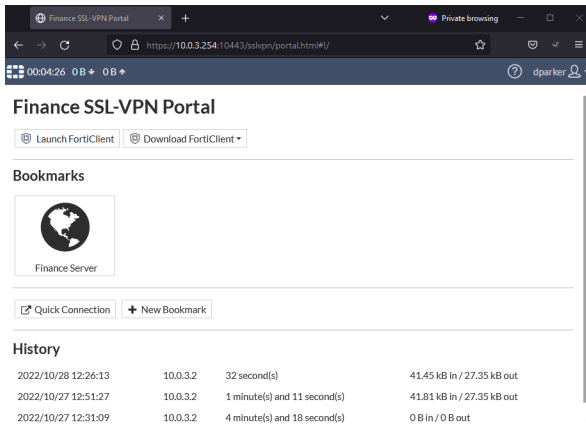 Finance SSL-VPN Portal
Private browsing
https://10.0.3.254:10443/sslvpn/portal.html#!/
00:04:26 0 B 0 B
dparker
Finance SSL-VPN Portal
Launch FortiClient Download FortiClient
Bookmarks
Finance Server
Quick Connection + New Bookmark
History
2022/10/28 12:26:13 10.0.3.2 32 second(s) 41.45 kB in / 27.35 kB out
2022/10/27 12:51:27 10.0.3.2 1 minute(s) and 11 second(s) 41.81 kB in / 27.35 kB out
2022/10/27 12:31:09 10.0.3.2 4 minute(s) and 18 second(s) 0 B in / 0 B out